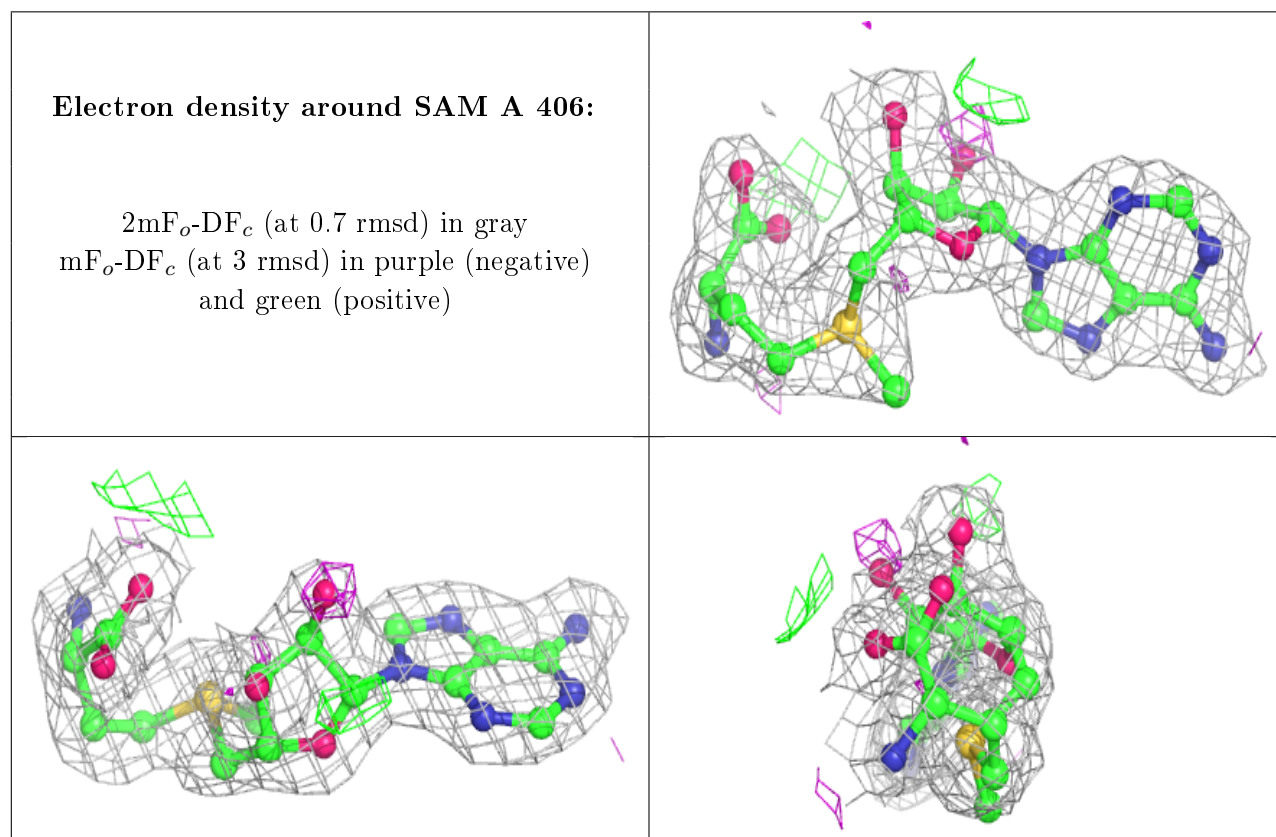 Electron density around SAM A 406:
2mFo-DFc (at 0.7 rmsd) in gray
mFo-DFc (at 3 rmsd) in purple (negative)
and green (positive)